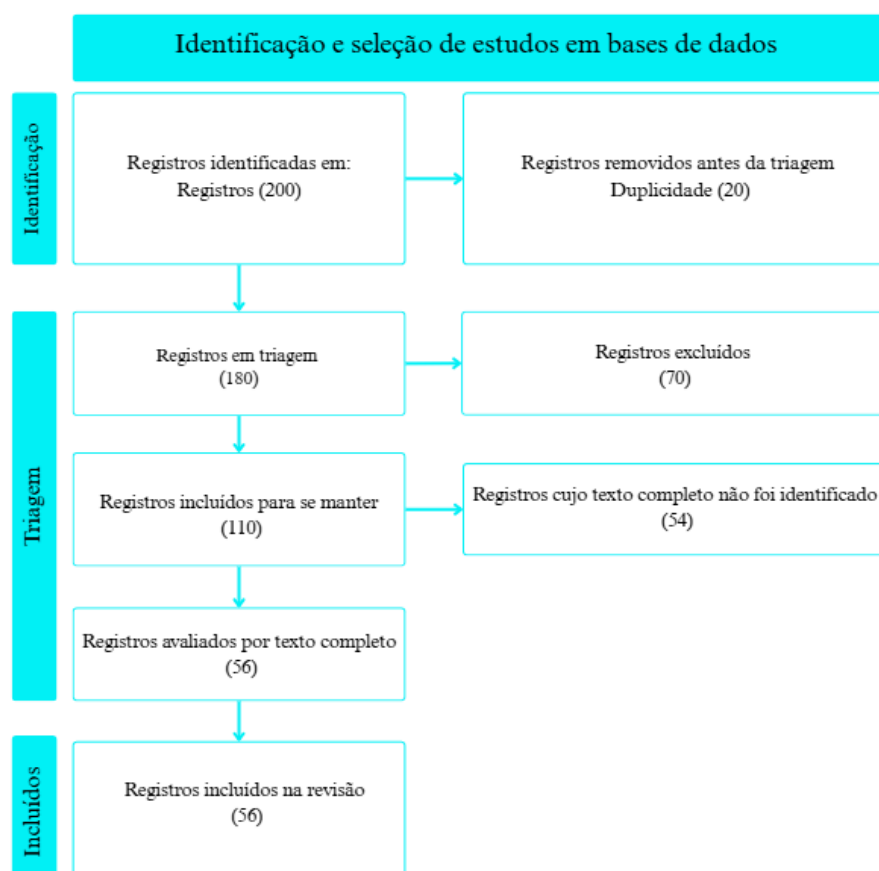 Identificação e seleção de estudos em bases de dados
Identificação
Registros identificadas em:
Registros (200)
Registros removidos antes da triagem
Duplicidade (20)
Triagem
Registros em triagem
(180)
Registros excluídos
(70)
Registros incluídos para se manter
(110)
Registros cujo texto completo não foi identificado
(54)
Registros avaliados por texto completo
(56)
Incluídos
Registros incluídos na revisão
(56)